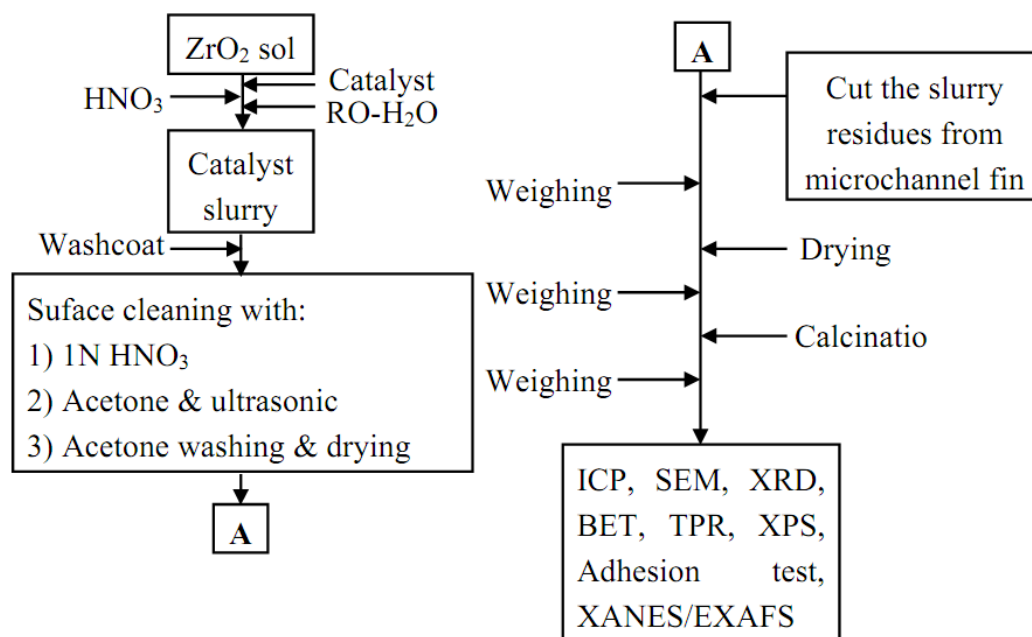 ZrO₂ sol
Catalyst
HNO₃
RO-H₂O
Catalyst
slurry
Washcoat
Suface cleaning with:
1) 1N HNO₃
2) Acetone & ultrasonic
3) Acetone washing & drying
A
A
Cut the slurry
residues from
microchannel fin
Weighing
Drying
Weighing
Calcinatio
Weighing
ICP, SEM, XRD,
BET, TPR, XPS,
Adhesion test,
XANES/EXAFS